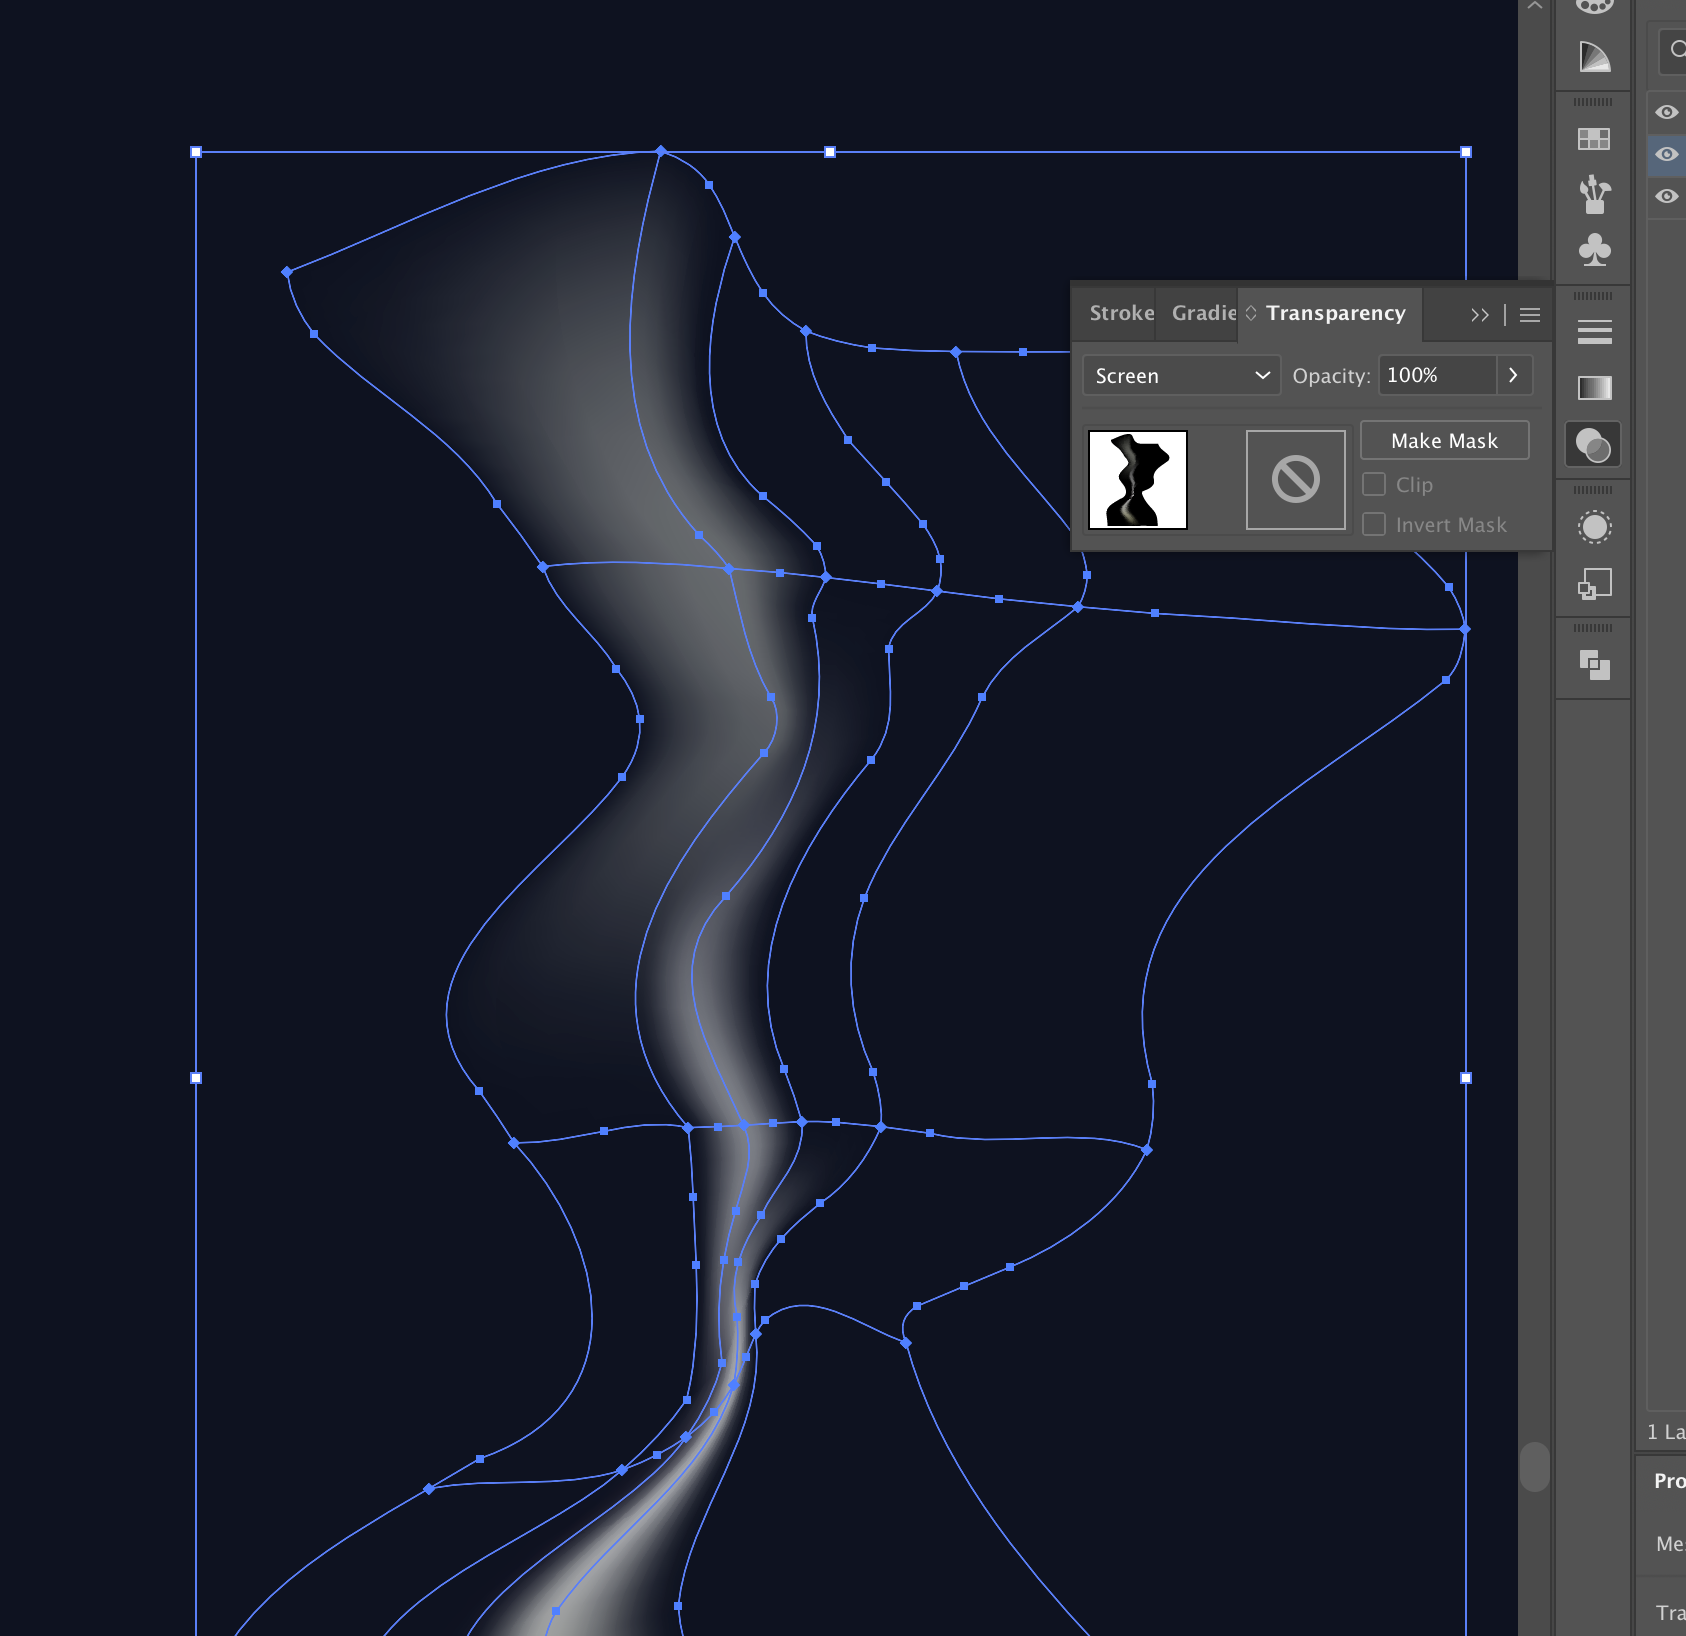 Stroke Gradie Transparency
Screen Opacity: 100%
Make Mask
Clip
Invert Mask
1 La
Pro
Me
Tra